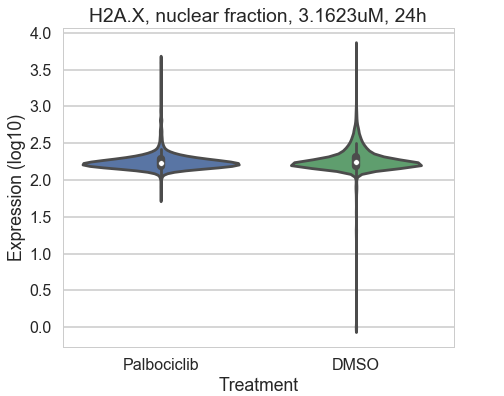 H2A.X, nuclear fraction, 3.1623uM, 24h
4.0
3.5
3.0
2.5
2.0
1.5
1.0
0.5
0.0
Expression (log10)
Palbociclib
DMSO
Treatment